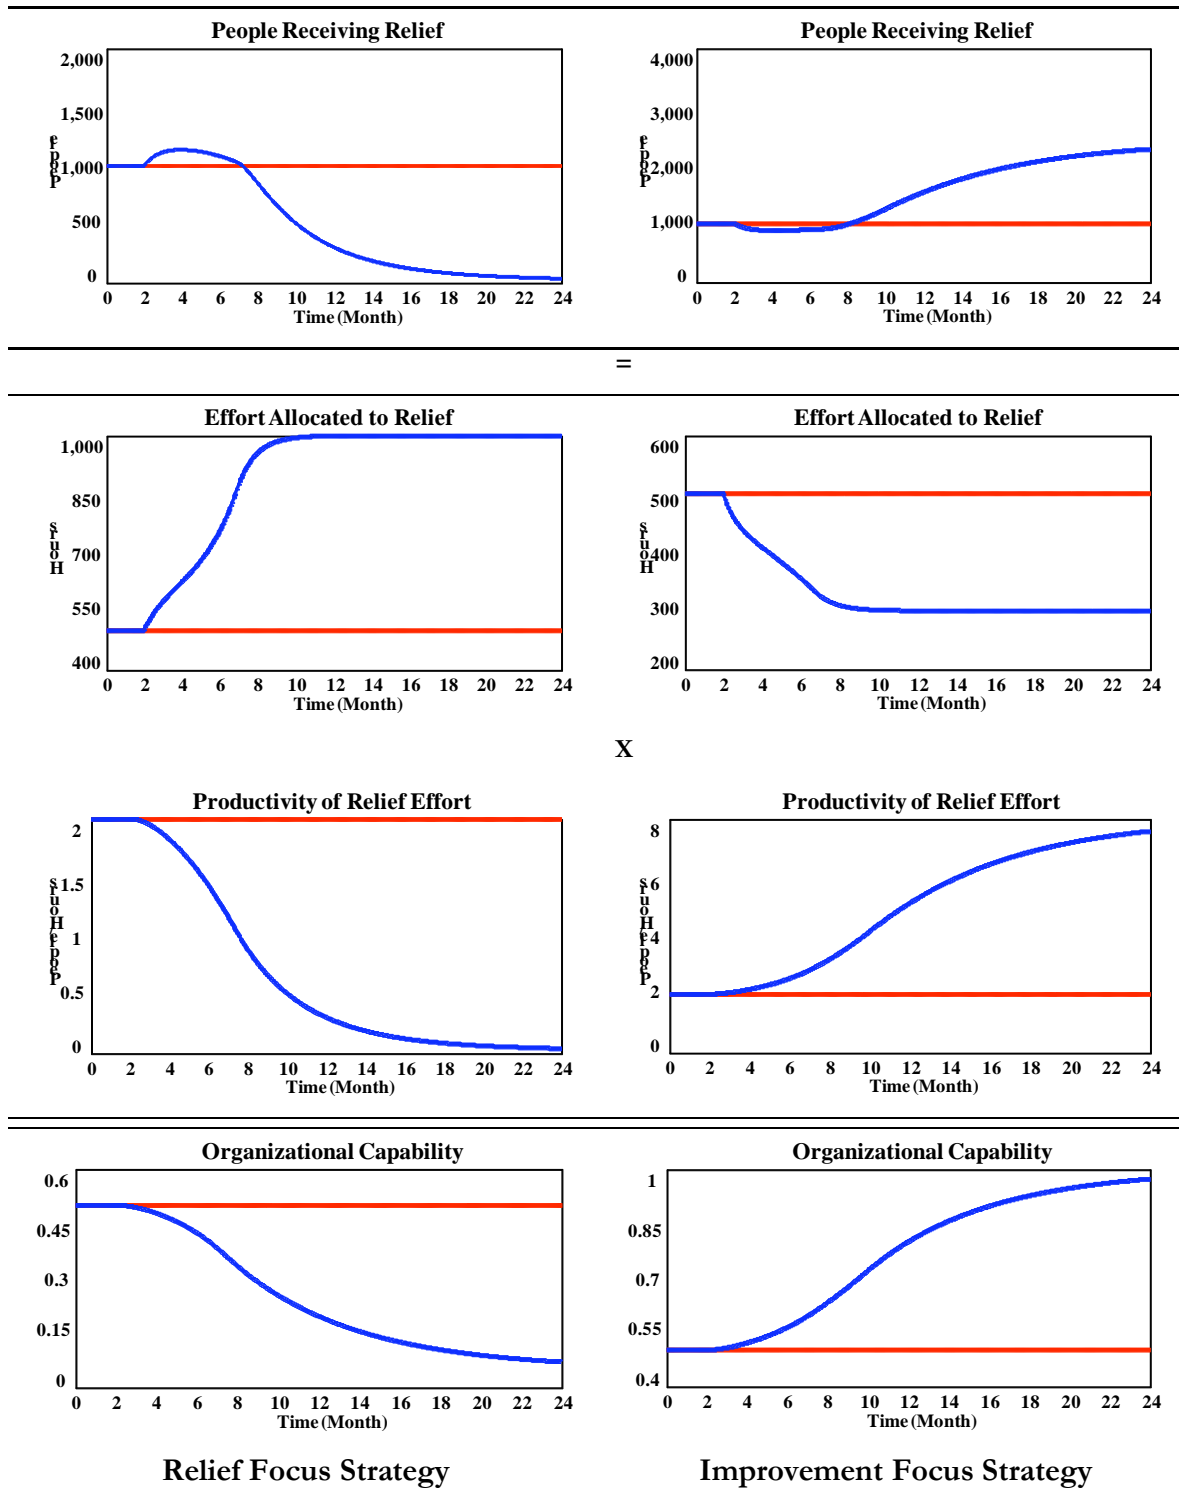 People Receiving Relief
People
2,000
1,500
1,000
500
0
0 2 4 6 8 10 12 14 16 18 20 22 24
Time (Month)
People Receiving Relief
People
4,000
3,000
2,000
1,000
0
0 2 4 6 8 10 12 14 16 18 20 22 24
Time (Month)
=
Effort Allocated to Relief
Hours
1,000
850
700
550
400
0 2 4 6 8 10 12 14 16 18 20 22 24
Time (Month)
Effort Allocated to Relief
Hours
600
500
400
300
200
0 2 4 6 8 10 12 14 16 18 20 22 24
Time (Month)
X
Productivity of Relief Effort
People/Hours
2
1.5
1
0.5
0
0 2 4 6 8 10 12 14 16 18 20 22 24
Time (Month)
Productivity of Relief Effort
People/Hours
8
6
4
2
0
0 2 4 6 8 10 12 14 16 18 20 22 24
Time (Month)
Organizational Capability
0.6
0.45
0.3
0.15
0
0 2 4 6 8 10 12 14 16 18 20 22 24
Time (Month)
Organizational Capability
1
0.85
0.7
0.55
0.4
0 2 4 6 8 10 12 14 16 18 20 22 24
Time (Month)
Relief Focus Strategy
Improvement Focus Strategy